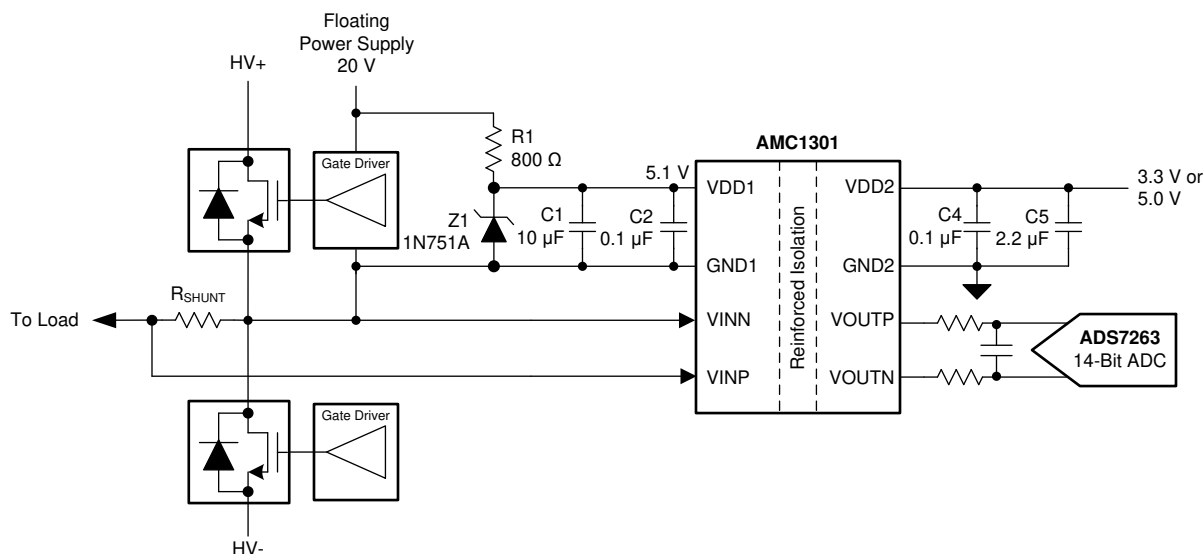 Floating
Power Supply
20 V
HV+
R1
800 Ω
AMC1301
Gate Driver
5.1 V
VDD1
VDD2
3.3 V or
5.0 V
Z1
1N751A
C1
10 µF
C2
0.1 µF
C4
0.1 µF
C5
2.2 µF
GND1
GND2
Reinforced Isolation
RSHUNT
To Load
VINN
VOUTP
ADS7263
14-Bit ADC
VINP
VOUTN
Gate Driver
HV-